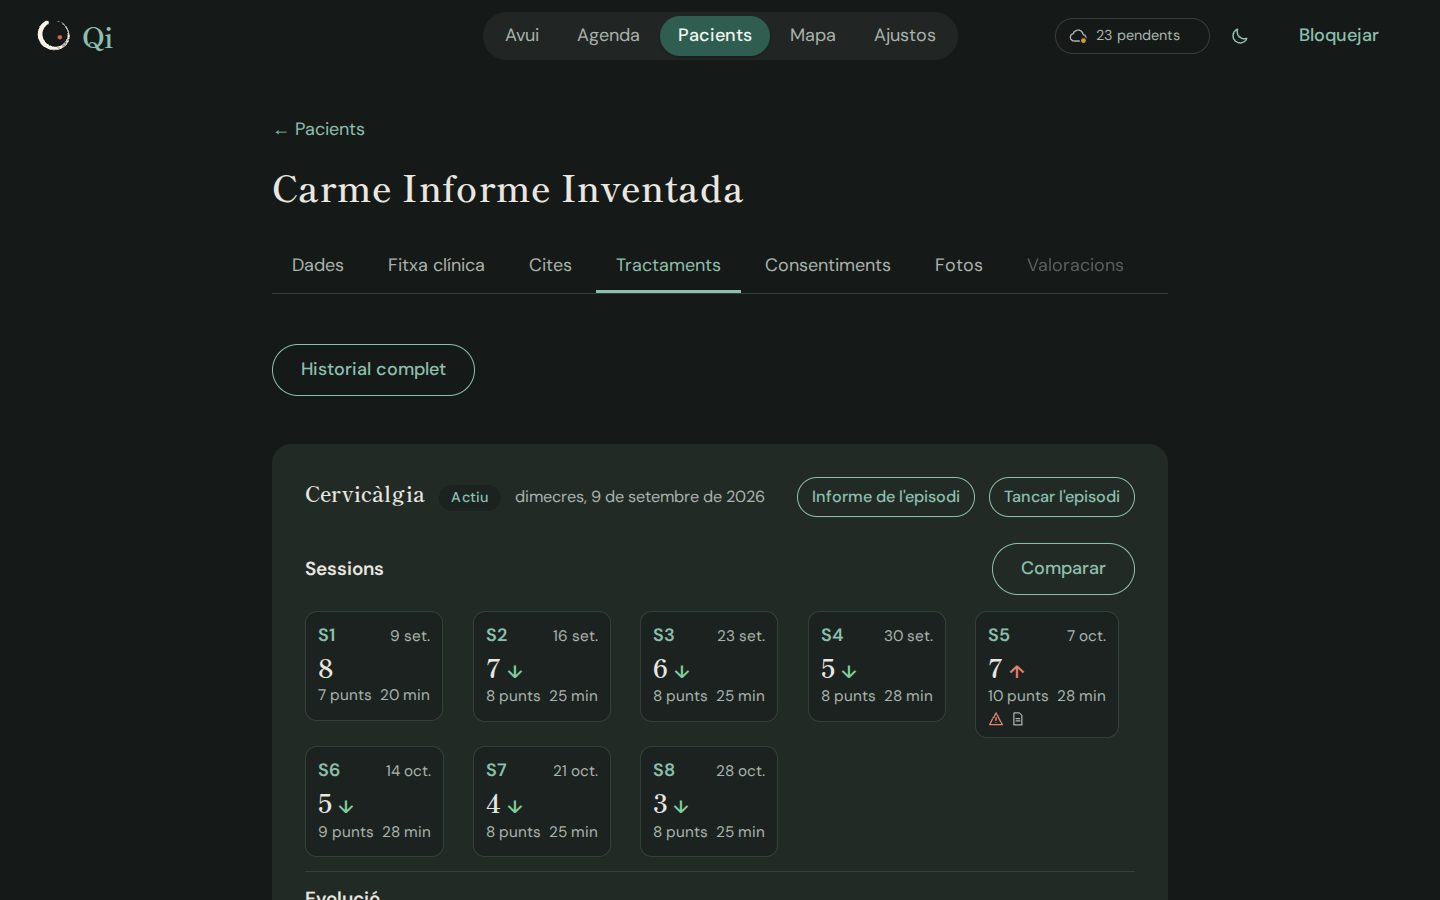 Qi
Avui Agenda Pacients Mapa Ajustos
23 pendents
Bloquejar
← Pacients
Carme Informe Inventada
Dades Fitxa clínica Cites Tractaments Consentiments Fotos Valoracions
Historial complet
Cervicàlgia Actiu dimecres, 9 de setembre de 2026 Informe de l'episodi Tancar l'episodi
Sessions Comparar
S1 9 set.
8
7 punts 20 min
S2 16 set.
7 ↓
8 punts 25 min
S3 23 set.
6 ↓
8 punts 25 min
S4 30 set.
5 ↓
8 punts 28 min
S5 7 oct.
7 ↑
10 punts 28 min
S6 14 oct.
5 ↓
9 punts 28 min
S7 21 oct.
4 ↓
8 punts 25 min
S8 28 oct.
3 ↓
8 punts 25 min
Evolució